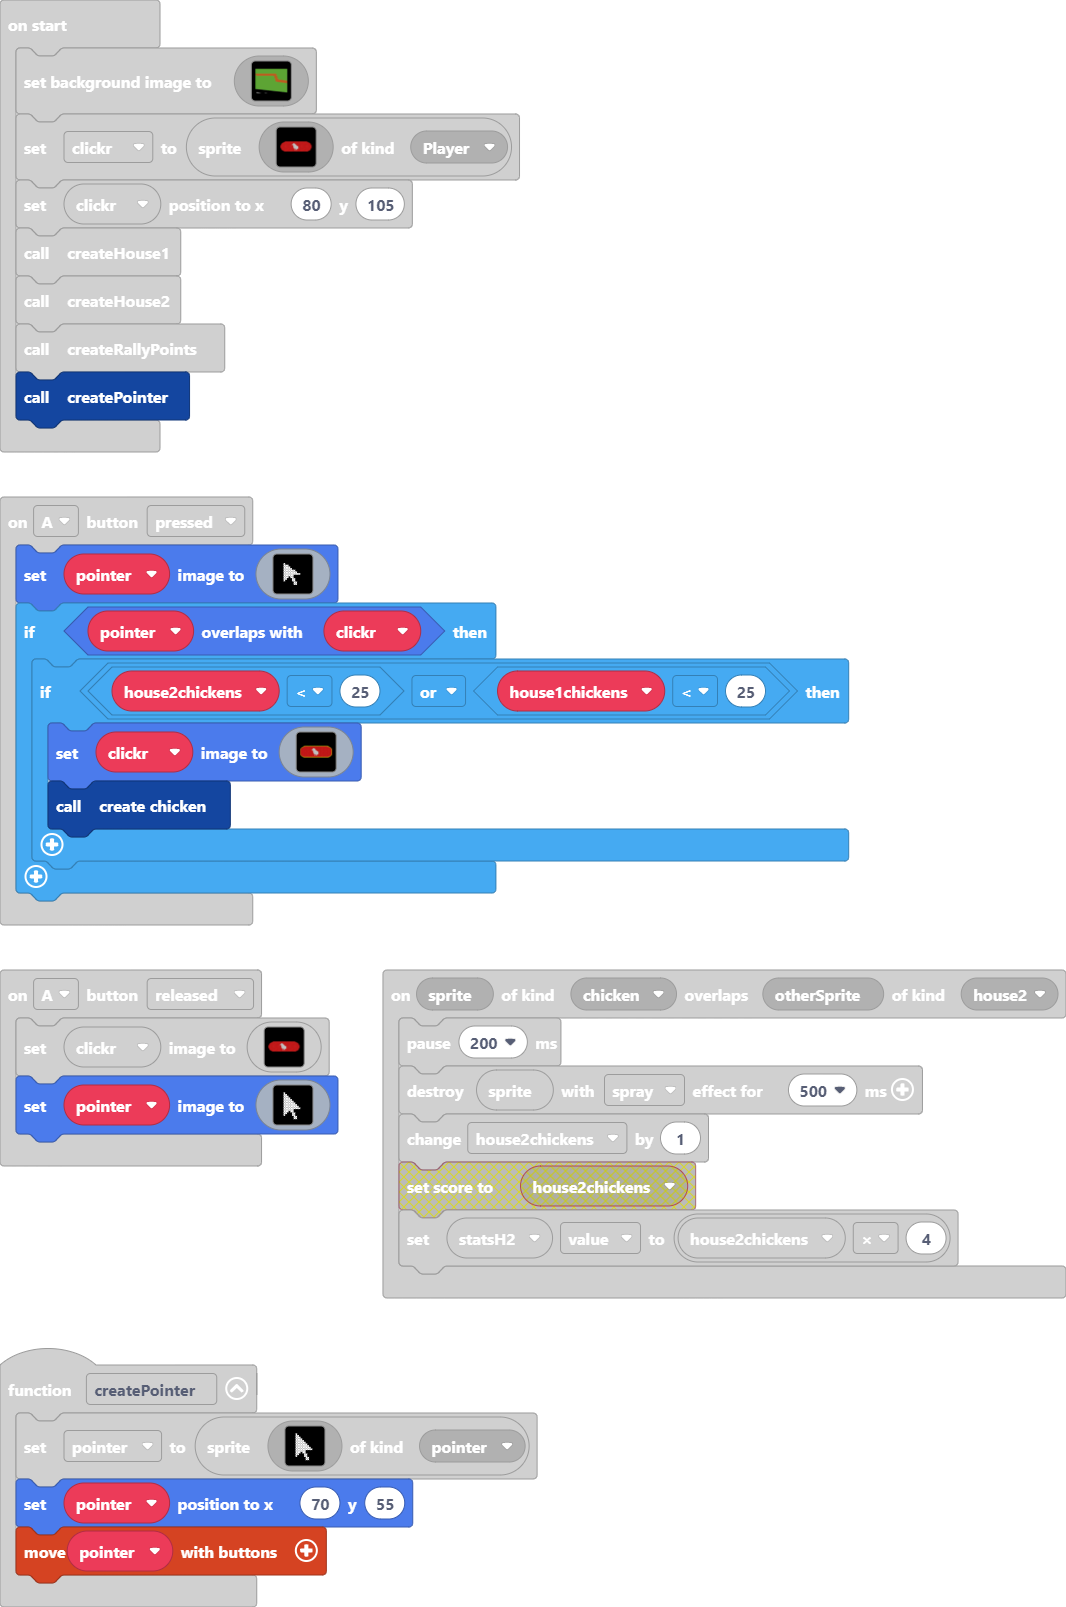 on start
set background image to
set clickr to sprite of kind Player
set clickr position to x 80 y 105
call createHouse1
call createHouse2
call createRallyPoints
call createPointer
on A button pressed
set pointer image to
if pointer overlaps with clickr then
if house2chickens < 25 or house1chickens < 25 then
set clickr image to
call create chicken
on A button released
set clickr image to
set pointer image to
on sprite of kind chicken overlaps otherSprite of kind house2
pause 200 ms
destroy sprite with spray effect for 500 ms
change house2chickens by 1
set score to house2chickens
set statsH2 value to house2chickens × 4
function createPointer
set pointer to sprite of kind pointer
set pointer position to x 70 y 55
move pointer with buttons